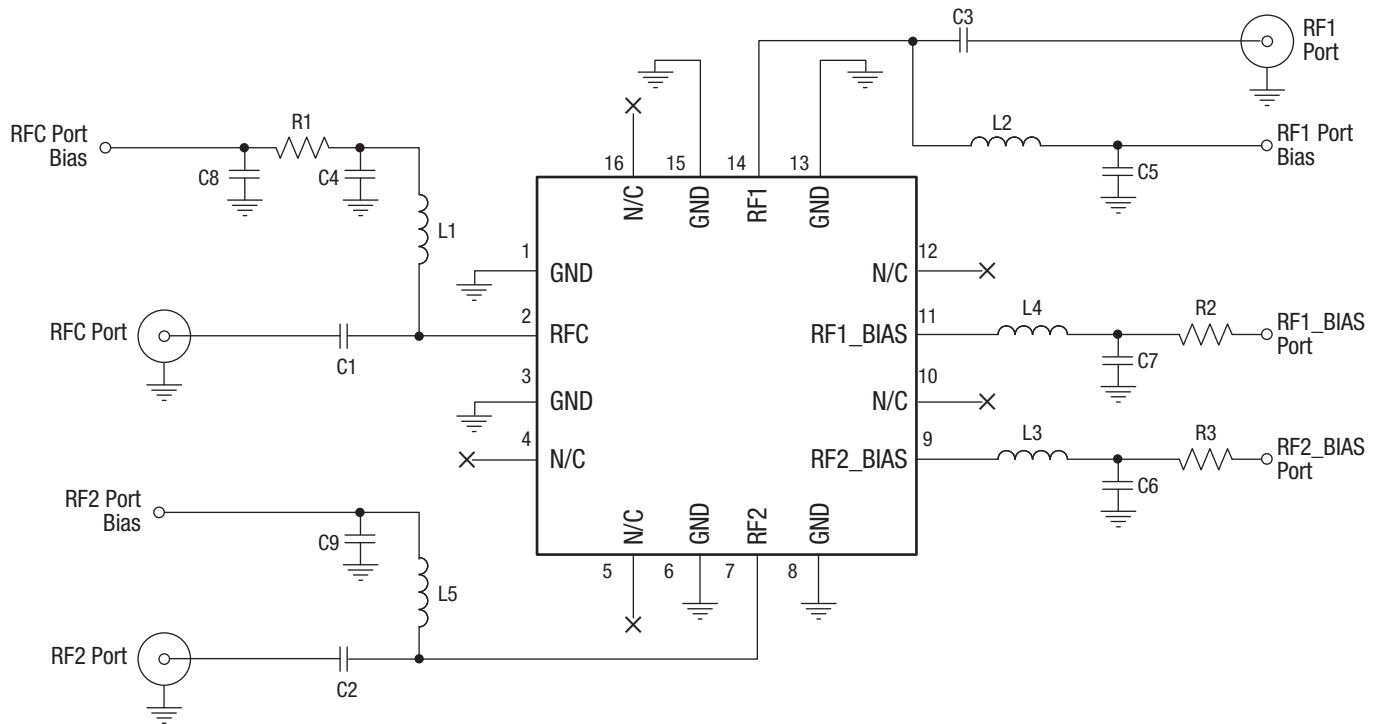 C3
RF1
Port
RFC Port
Bias
R1
C8
C4
L1
L2
RF1 Port
Bias
C5
16
15
14
13
N/C
GND
RF1
GND
1
GND
12
N/C
RFC Port
C1
2
RFC
11
RF1_BIAS
L4
R2
RF1_BIAS
Port
C7
3
GND
10
N/C
4
N/C
9
RF2_BIAS
L3
R3
RF2_BIAS
Port
C6
RF2 Port
Bias
C9
L5
N/C
GND
RF2
GND
5
6
7
8
RF2 Port
C2